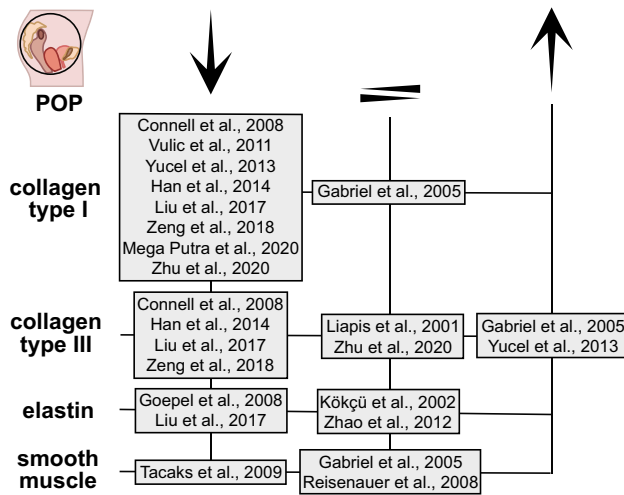 POP
collagen
type I
Connell et al., 2008
Vulic et al., 2011
Yucel et al., 2013
Han et al., 2014
Liu et al., 2017
Zeng et al., 2018
Mega Putra et al., 2020
Zhu et al., 2020
Gabriel et al., 2005
collagen
type III
Connell et al., 2008
Han et al., 2014
Liu et al., 2017
Zeng et al., 2018
Liapis et al., 2001
Zhu et al., 2020
Gabriel et al., 2005
Yucel et al., 2013
elastin
Goepel et al., 2008
Liu et al., 2017
Kökçü et al., 2002
Zhao et al., 2012
smooth
muscle
Tacaks et al., 2009
Gabriel et al., 2005
Reisenauer et al., 2008